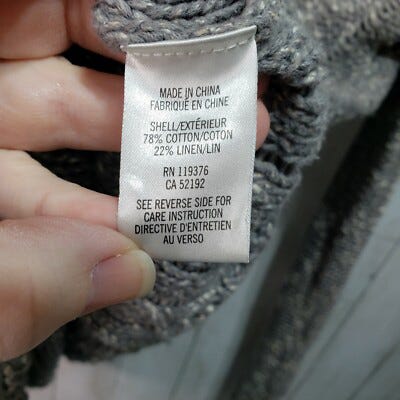 MADE IN CHINA
FABRIQUÉ EN CHINE
SHELL/EXTÉRIEUR
78% COTTON/COTON
22% LINEN/LIN
RN 119376
CA 52192
SEE REVERSE SIDE FOR
CARE INSTRUCTION
DIRECTIVE D'ENTRETIEN
AU VERSO